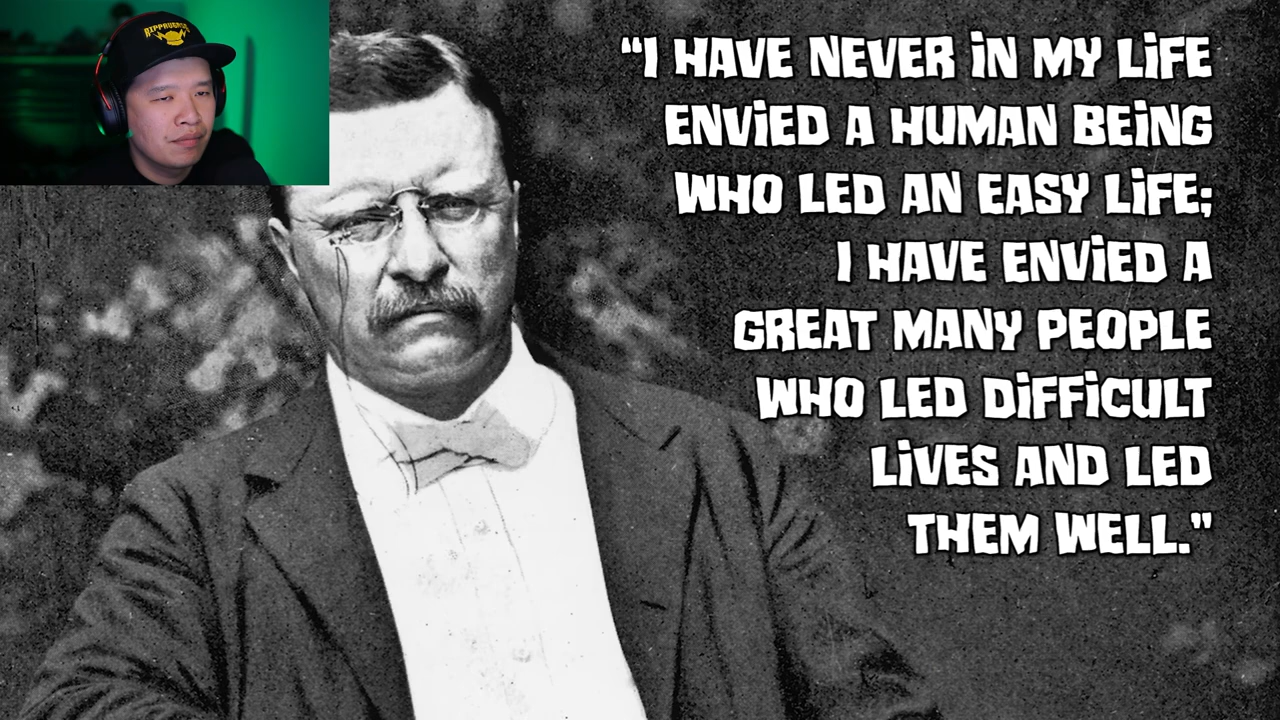 “I HAVE NEVER IN MY LIFE
ENVIED A HUMAN BEING
WHO LED AN EASY LIFE;
I HAVE ENVIED A
GREAT MANY PEOPLE
WHO LED DIFFICULT
LIVES AND LED
THEM WELL.”